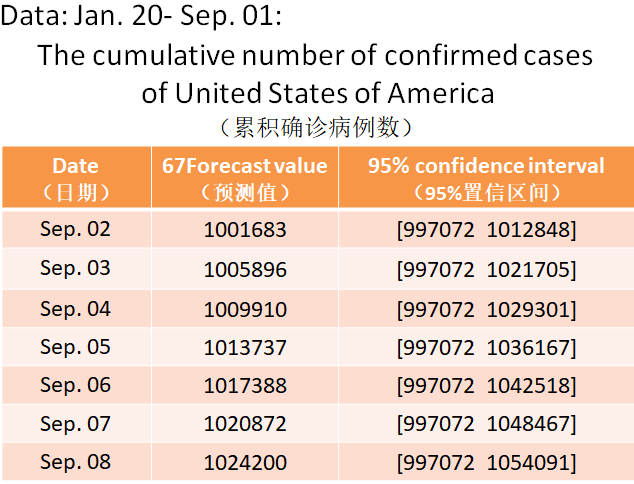 Data: Jan. 20- Sep. 01:
The cumulative number of confirmed cases
of United States of America
（累积确诊病例数）
Date 67Forecast value 95% confidence interval
（日期） （预测值） （95%置信区间）
Sep. 02 1001683 [997072 1012848]
Sep. 03 1005896 [997072 1021705]
Sep. 04 1009910 [997072 1029301]
Sep. 05 1013737 [997072 1036167]
Sep. 06 1017388 [997072 1042518]
Sep. 07 1020872 [997072 1048467]
Sep. 08 1024200 [997072 1054091]